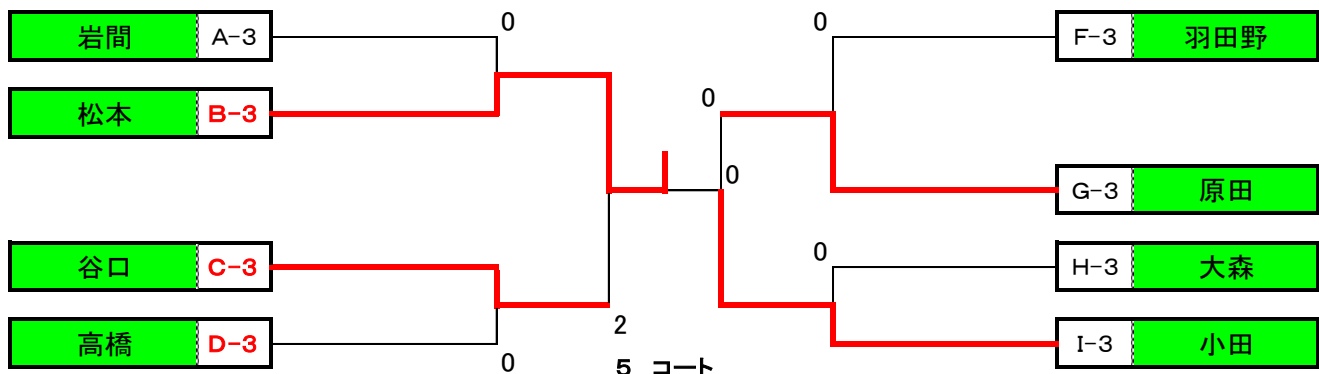 0 0
岩間 A-3 F-3 羽田野
0
松本 B-3
0
G-3 原田
0
谷口 C-3 H-3 大森
2
高橋 D-3 I-3 小田
0
5 コート